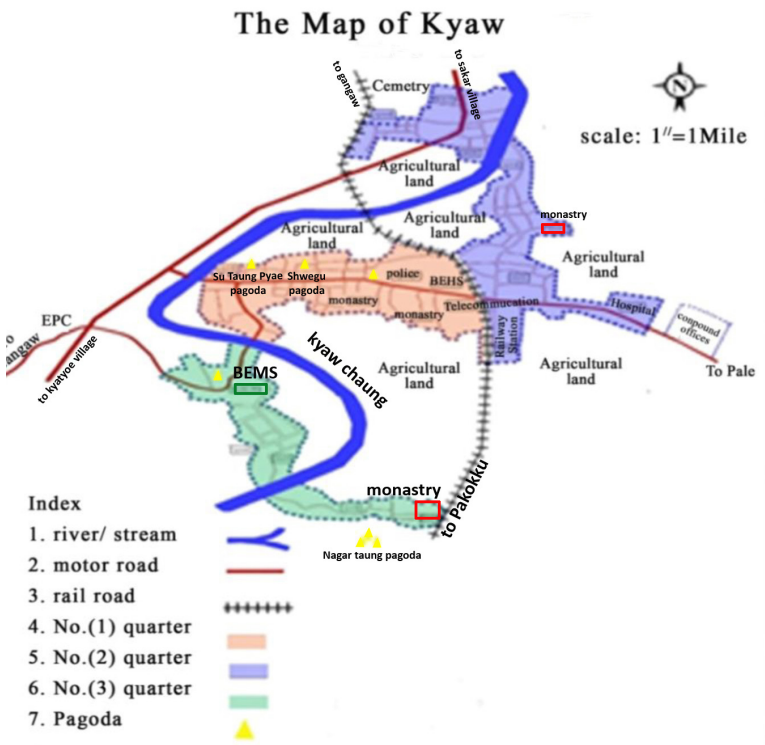 The Map of Kyaw
to gangaw
to sakar village
Cemetry
N
scale: 1"=1Mile
Agricultural
land
Agricultural
land
monastry
Agricultural
land
Agricultural
land
Su Taung Pyae
pagoda
Shwegu
pagoda
police
BEHS
monastry
monastry
Telecommucation
Hospital
conpound
offices
Railway
Station
EPC
angaw
to kyatyoe village
kyaw chaung
BEMS
Agricultural
land
Agricultural
land
To Pale
monastry
to Pakokku
Nagar taung pagoda
Index
1. river/ stream
2. motor road
3. rail road
4. No.(1) quarter
5. No.(2) quarter
6. No.(3) quarter
7. Pagoda